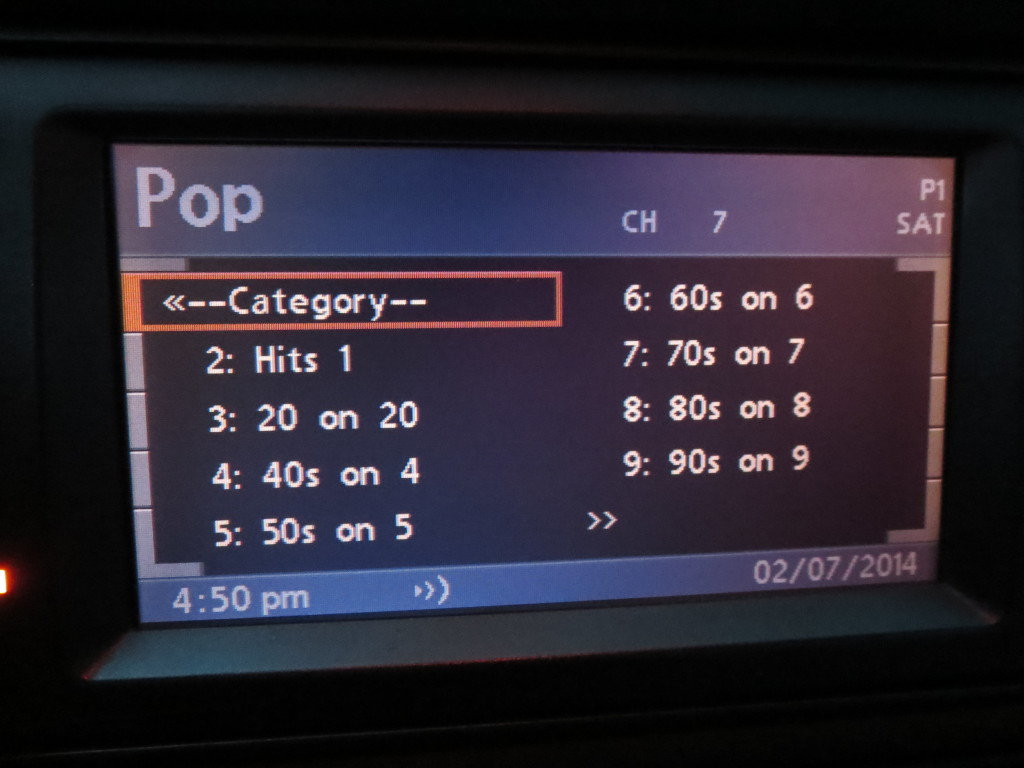 Pop
CH 7
P1
SAT
«--Category--
2: Hits 1
3: 20 on 20
4: 40s on 4
5: 50s on 5
6: 60s on 6
7: 70s on 7
8: 80s on 8
9: 90s on 9
>>
4:50 pm
02/07/2014